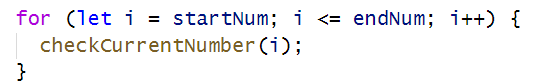 for (let i = startNum; i <= endNum; i++) {
  checkCurrentNumber(i);
}